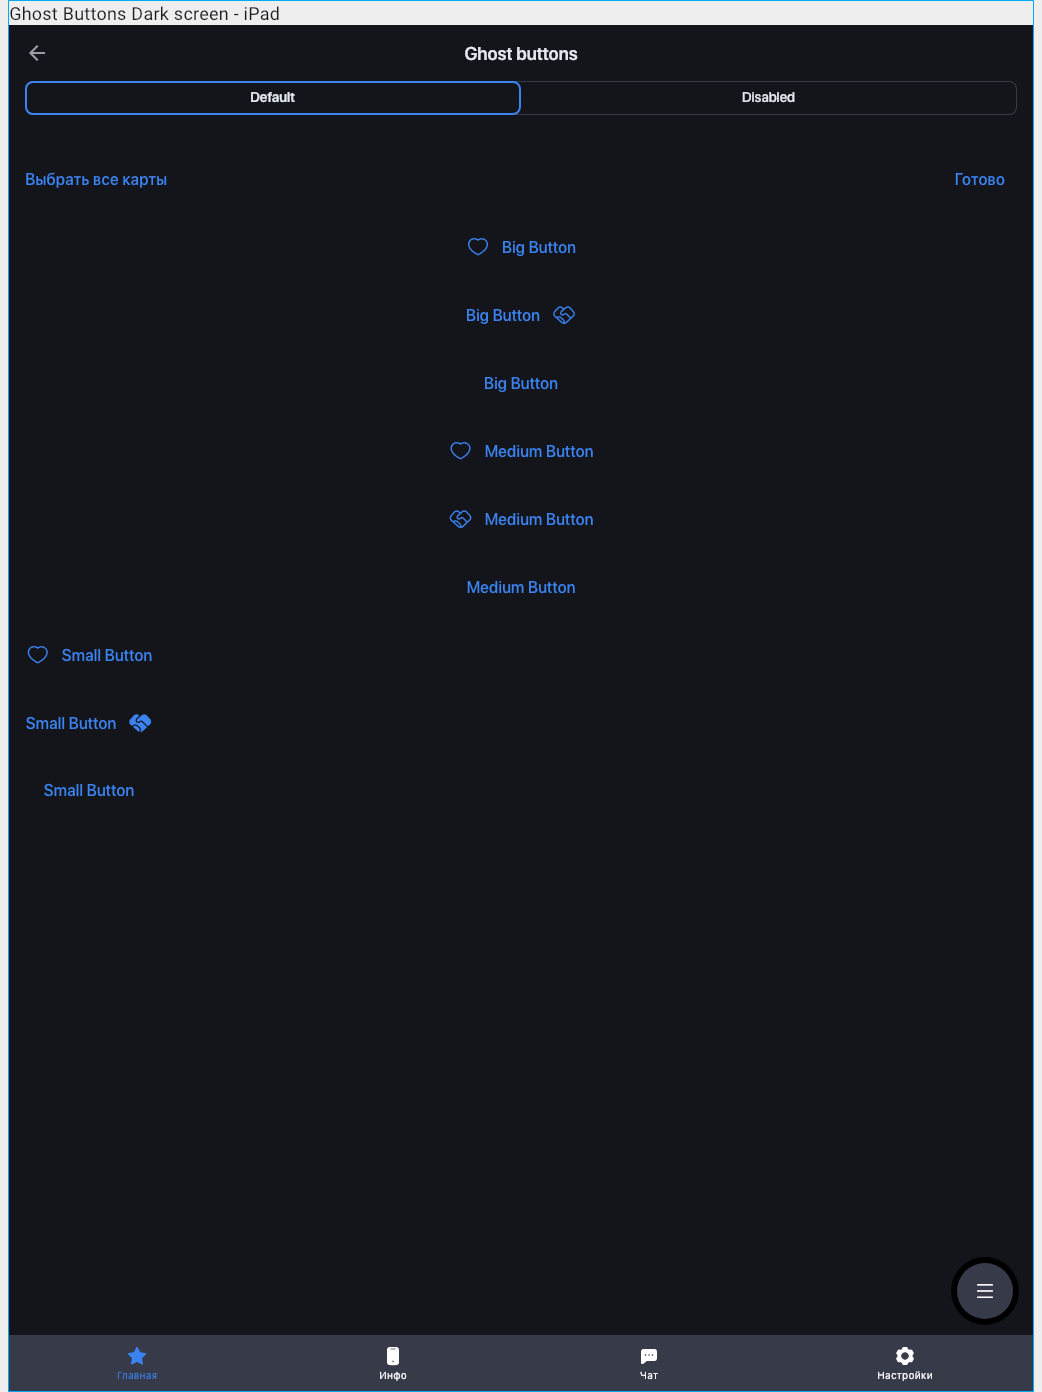 Ghost Buttons Dark screen - iPad
Ghost buttons
Default
Disabled
Выбрать все карты
Готово
Big Button
Big Button
Big Button
Medium Button
Medium Button
Medium Button
Small Button
Small Button
Small Button
Главная
Инфо
Чат
Настройки